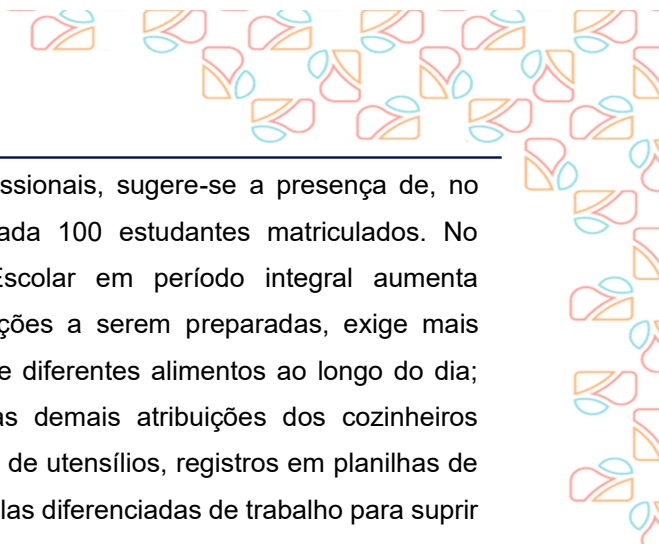 issionais, sugere-se a presença de, no
ada 100 estudantes matriculados. No
Escolar em período integral aumenta
ções a serem preparadas, exige mais
e diferentes alimentos ao longo do dia;
as demais atribuições dos cozinheiros
de utensílios, registros em planilhas de
las diferenciadas de trabalho para suprir